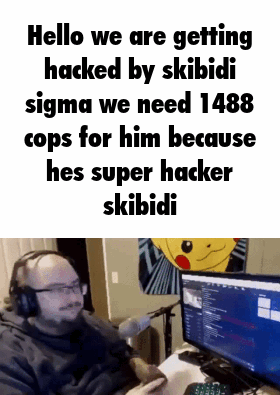 Hello we are getting
hacked by skibidi
sigma we need 1488
cops for him because
hes super hacker
skibidi